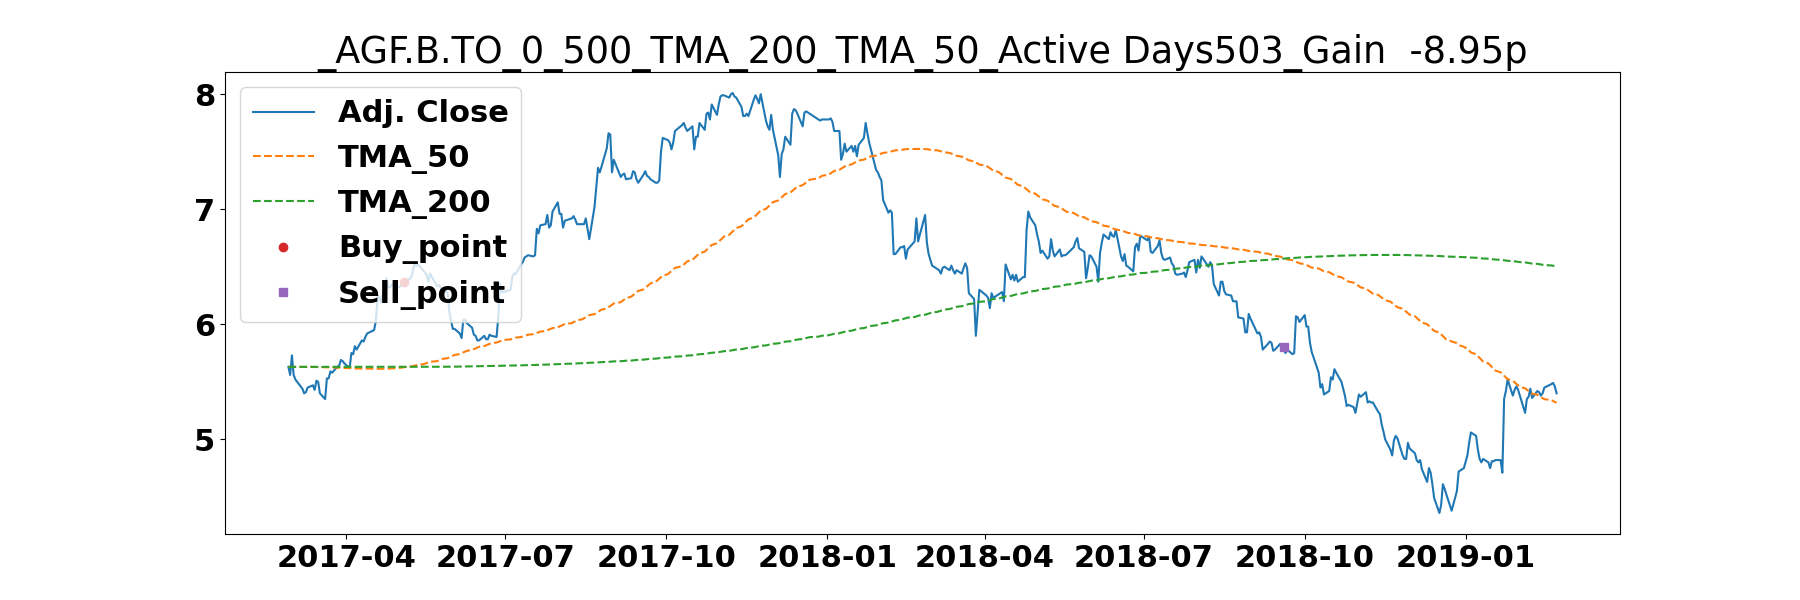 _AGF.B.TO_0_500_TMA_200_TMA_50_Active Days503_Gain  -8.95p
8
7
6
5
Adj. Close
TMA_50
TMA_200
Buy_point
Sell_point
2017-04 2017-07 2017-10 2018-01 2018-04 2018-07 2018-10 2019-01